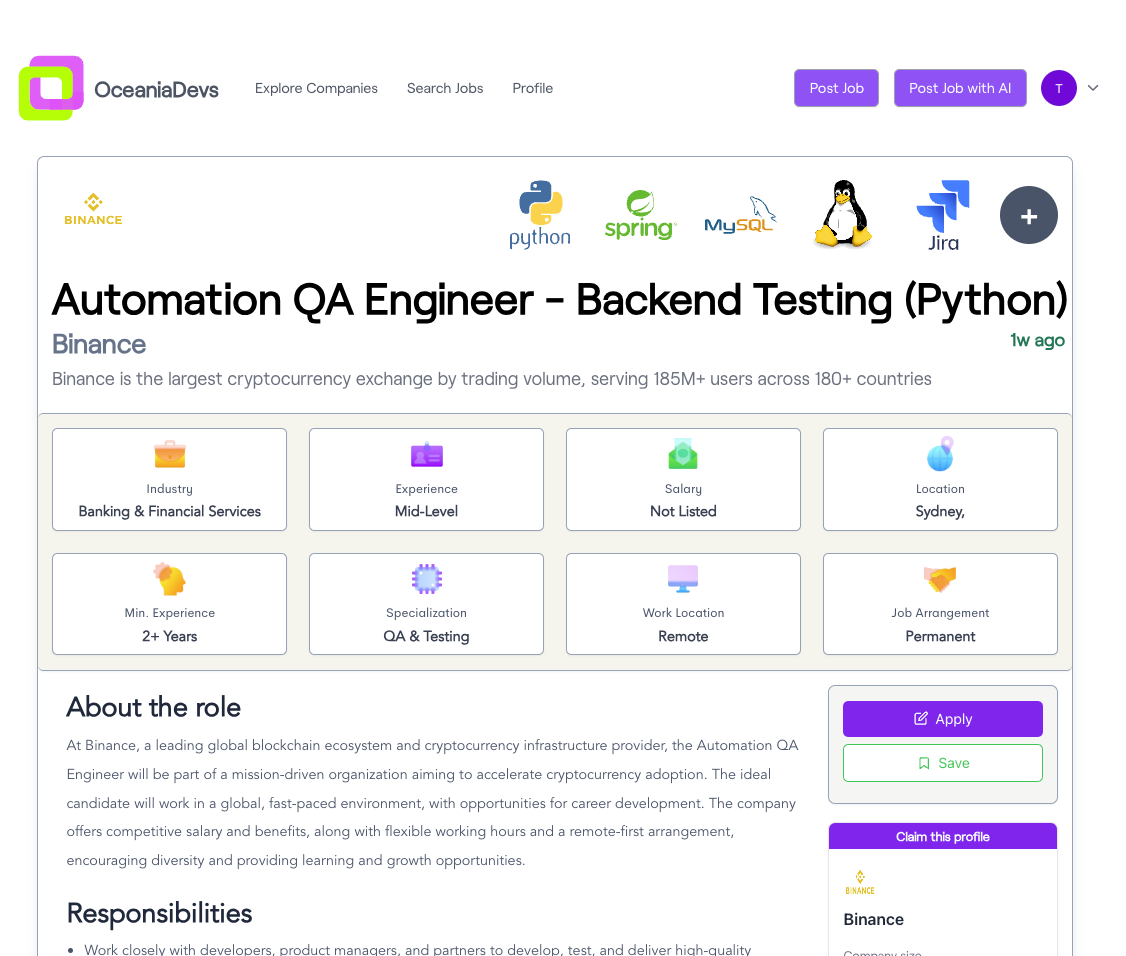 OceaniaDevs Explore Companies Search Jobs Profile Post Job Post Job with AI T
BINANCE python spring MySQL Jira +
Automation QA Engineer – Backend Testing (Python)
Binance 1w ago
Binance is the largest cryptocurrency exchange by trading volume, serving 185M+ users across 180+ countries
Industry
Banking & Financial Services
Experience
Mid-Level
Salary
Not Listed
Location
Sydney,
Min. Experience
2+ Years
Specialization
QA & Testing
Work Location
Remote
Job Arrangement
Permanent
About the role
At Binance, a leading global blockchain ecosystem and cryptocurrency infrastructure provider, the Automation QA
Engineer will be part of a mission-driven organization aiming to accelerate cryptocurrency adoption. The ideal
candidate will work in a global, fast-paced environment, with opportunities for career development. The company
offers competitive salary and benefits, along with flexible working hours and a remote-first arrangement,
encouraging diversity and providing learning and growth opportunities.
Responsibilities
• Work closely with developers, product managers, and partners to develop, test, and deliver high-quality
Apply
Save
Claim this profile
BINANCE
Binance
Company size